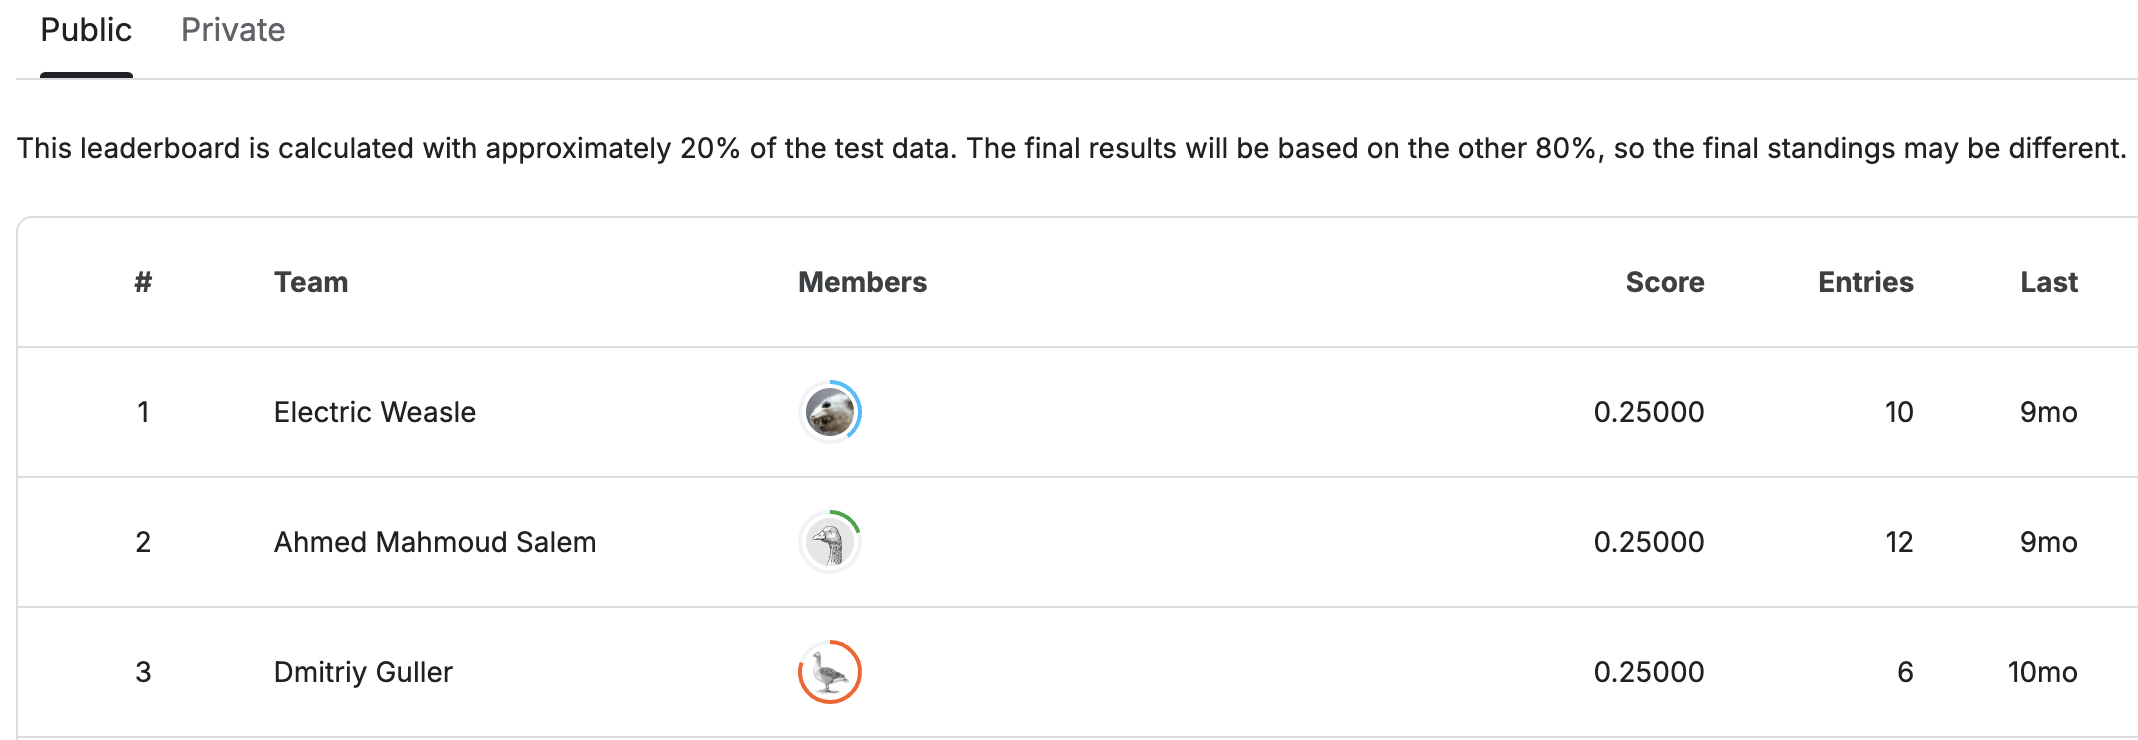 Public Private
This leaderboard is calculated with approximately 20% of the test data. The final results will be based on the other 80%, so the final standings may be different.
# Team Members Score Entries Last
1 Electric Weasle 0.25000 10 9mo
2 Ahmed Mahmoud Salem 0.25000 12 9mo
3 Dmitriy Guller 0.25000 6 10mo